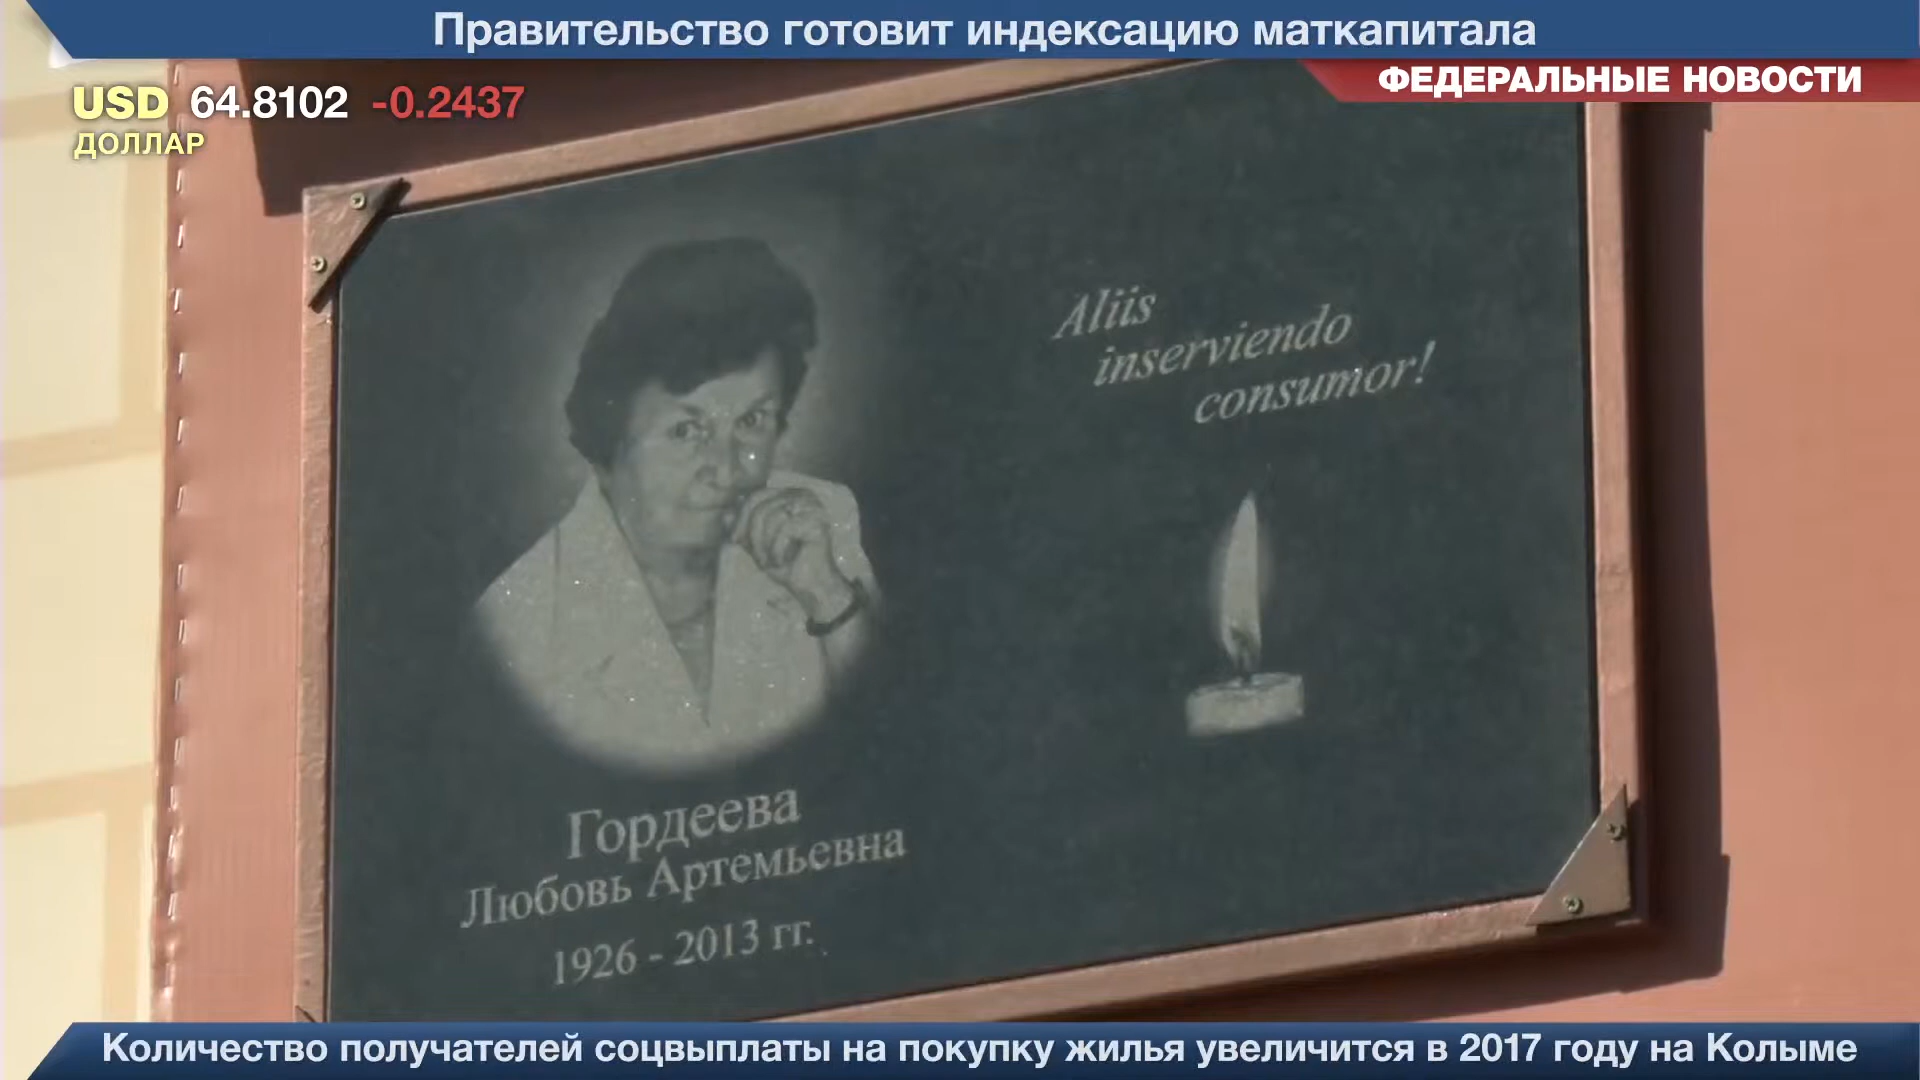 Правительство готовит индексацию маткапитала
ФЕДЕРАЛЬНЫЕ НОВОСТИ
USD 64.8102 -0.2437
ДОЛЛАР
Aliis
inserviendo
consumor!
Гордеева
Любовь Артемьевна
1926 - 2013 гг.
Количество получателей соцвыплаты на покупку жилья увеличится в 2017 году на Колыме